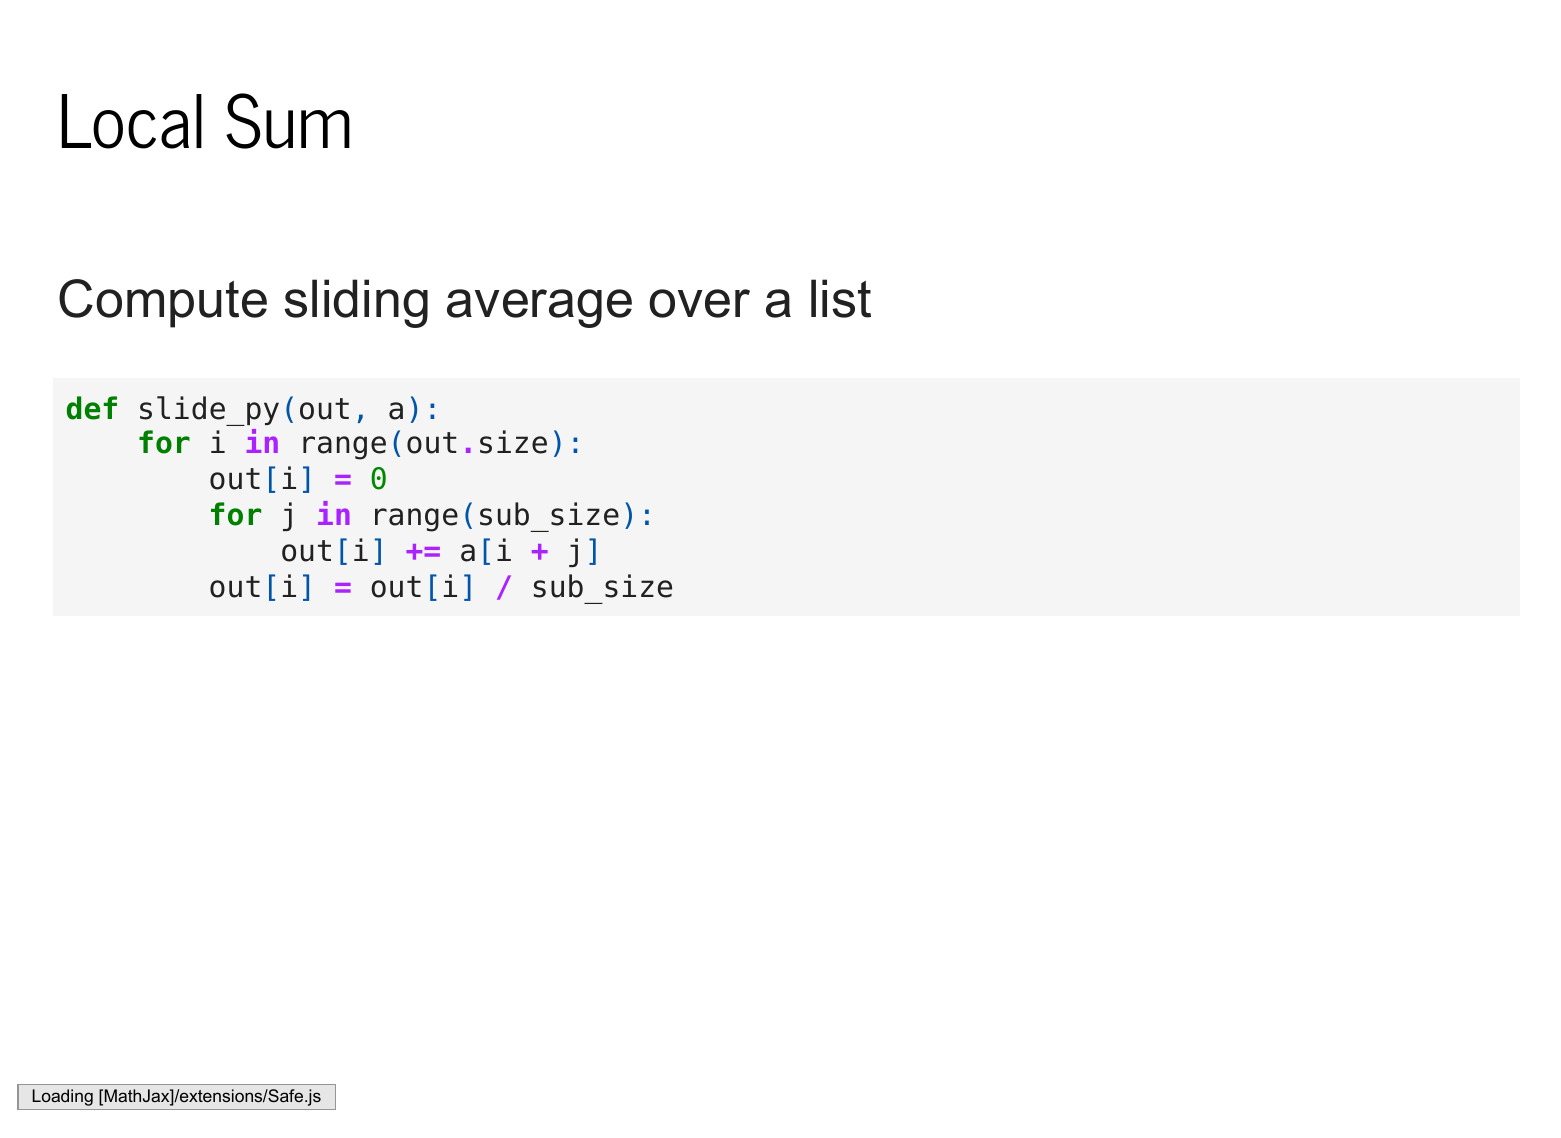 Local Sum
Compute sliding average over a list
def slide_py(out, a):
    for i in range(out.size):
        out[i] = 0
        for j in range(sub_size):
            out[i] += a[i + j]
        out[i] = out[i] / sub_size
Loading [MathJax]/extensions/Safe.js